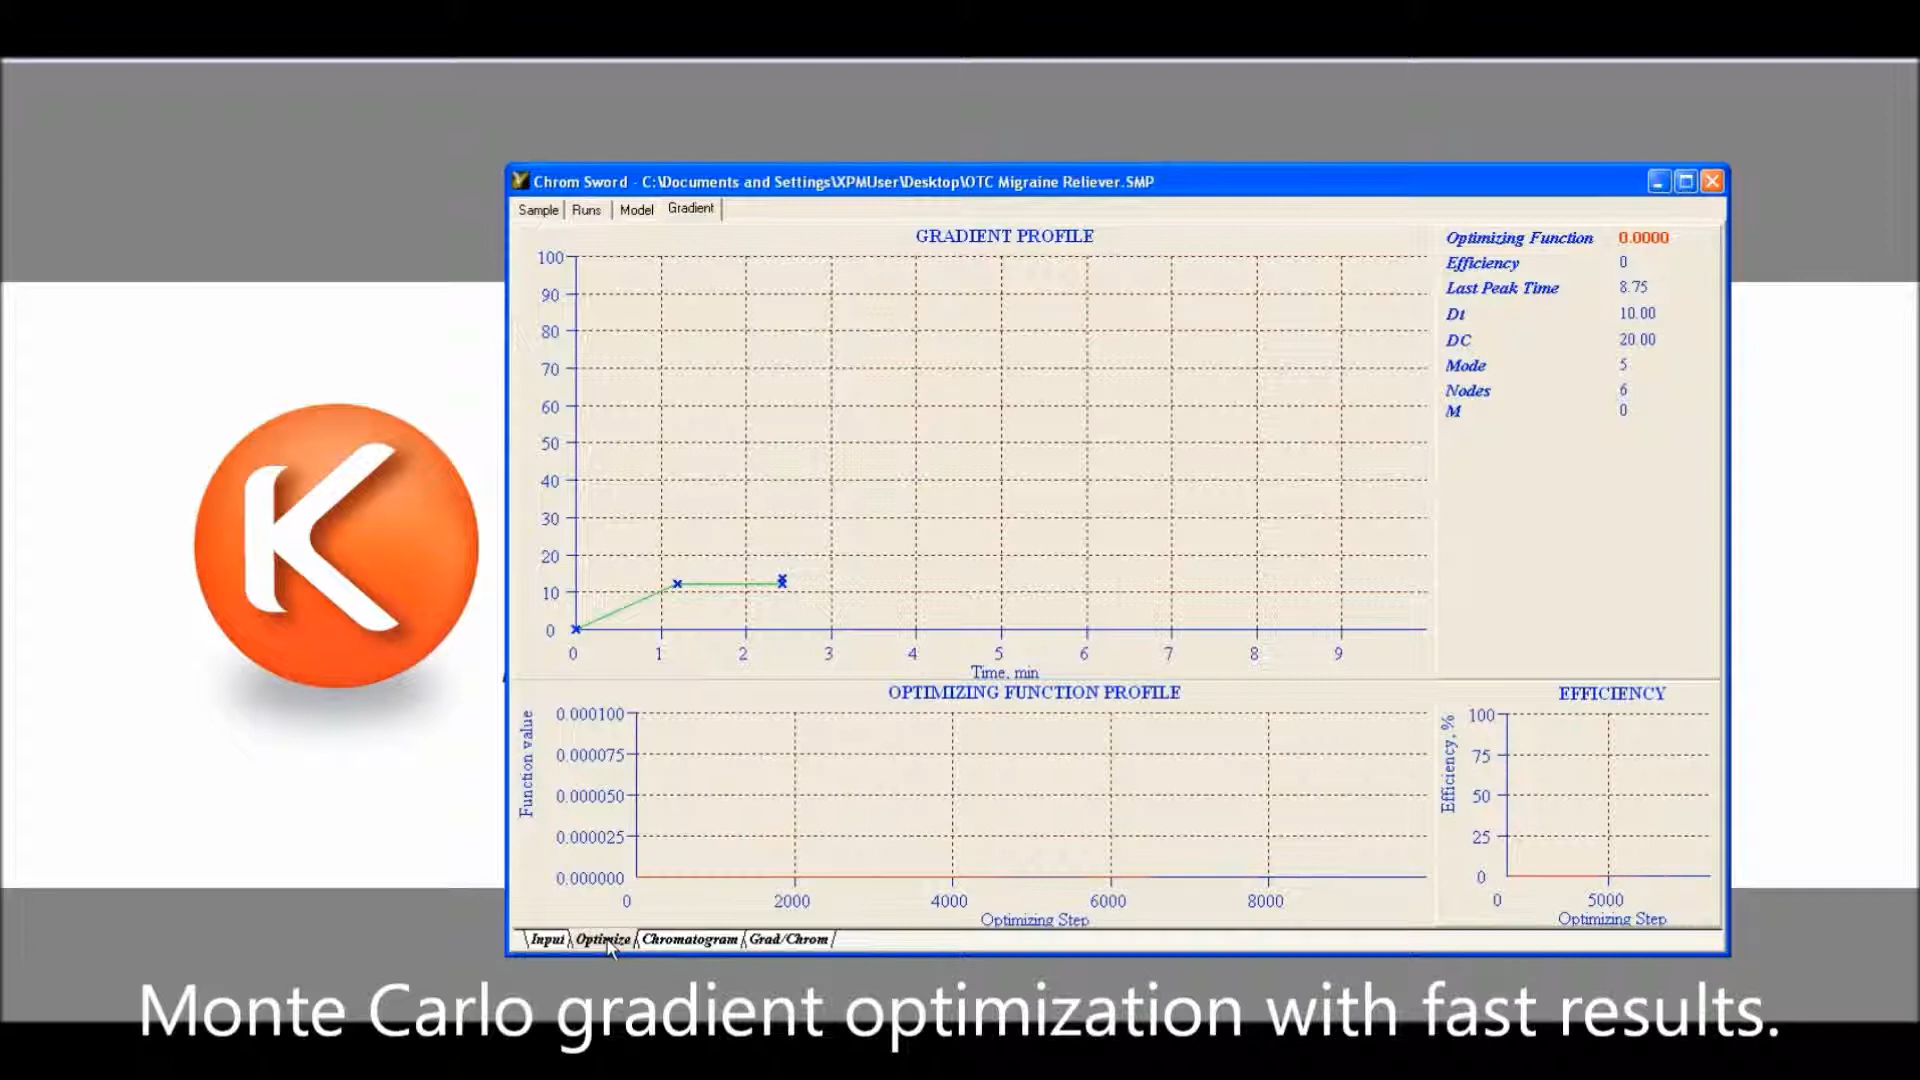 K
Chrom Sword - C:\Documents and Settings\XPMUser\Desktop\OTC Migraine Reliever.SMP
Sample Runs Model Gradient
GRADIENT PROFILE
100
90
80
70
60
50
40
30
20
10
0
0 1 2 3 4 5 6 7 8 9
Time, min
Optimizing Function 0.0000
Efficiency 0
Last Peak Time 8.75
Dt 10.00
DC 20.00
Mode 5
Nodes 6
M 0
OPTIMIZING FUNCTION PROFILE
Function value
0.000100
0.000075
0.000050
0.000025
0.000000
0 2000 4000 6000 8000
Optimizing Step
EFFICIENCY
Efficiency, %
100
75
50
25
0
0 5000
Optimizing Step
Input Optimize Chromatogram Grad/Chrom
Monte Carlo gradient optimization with fast results.